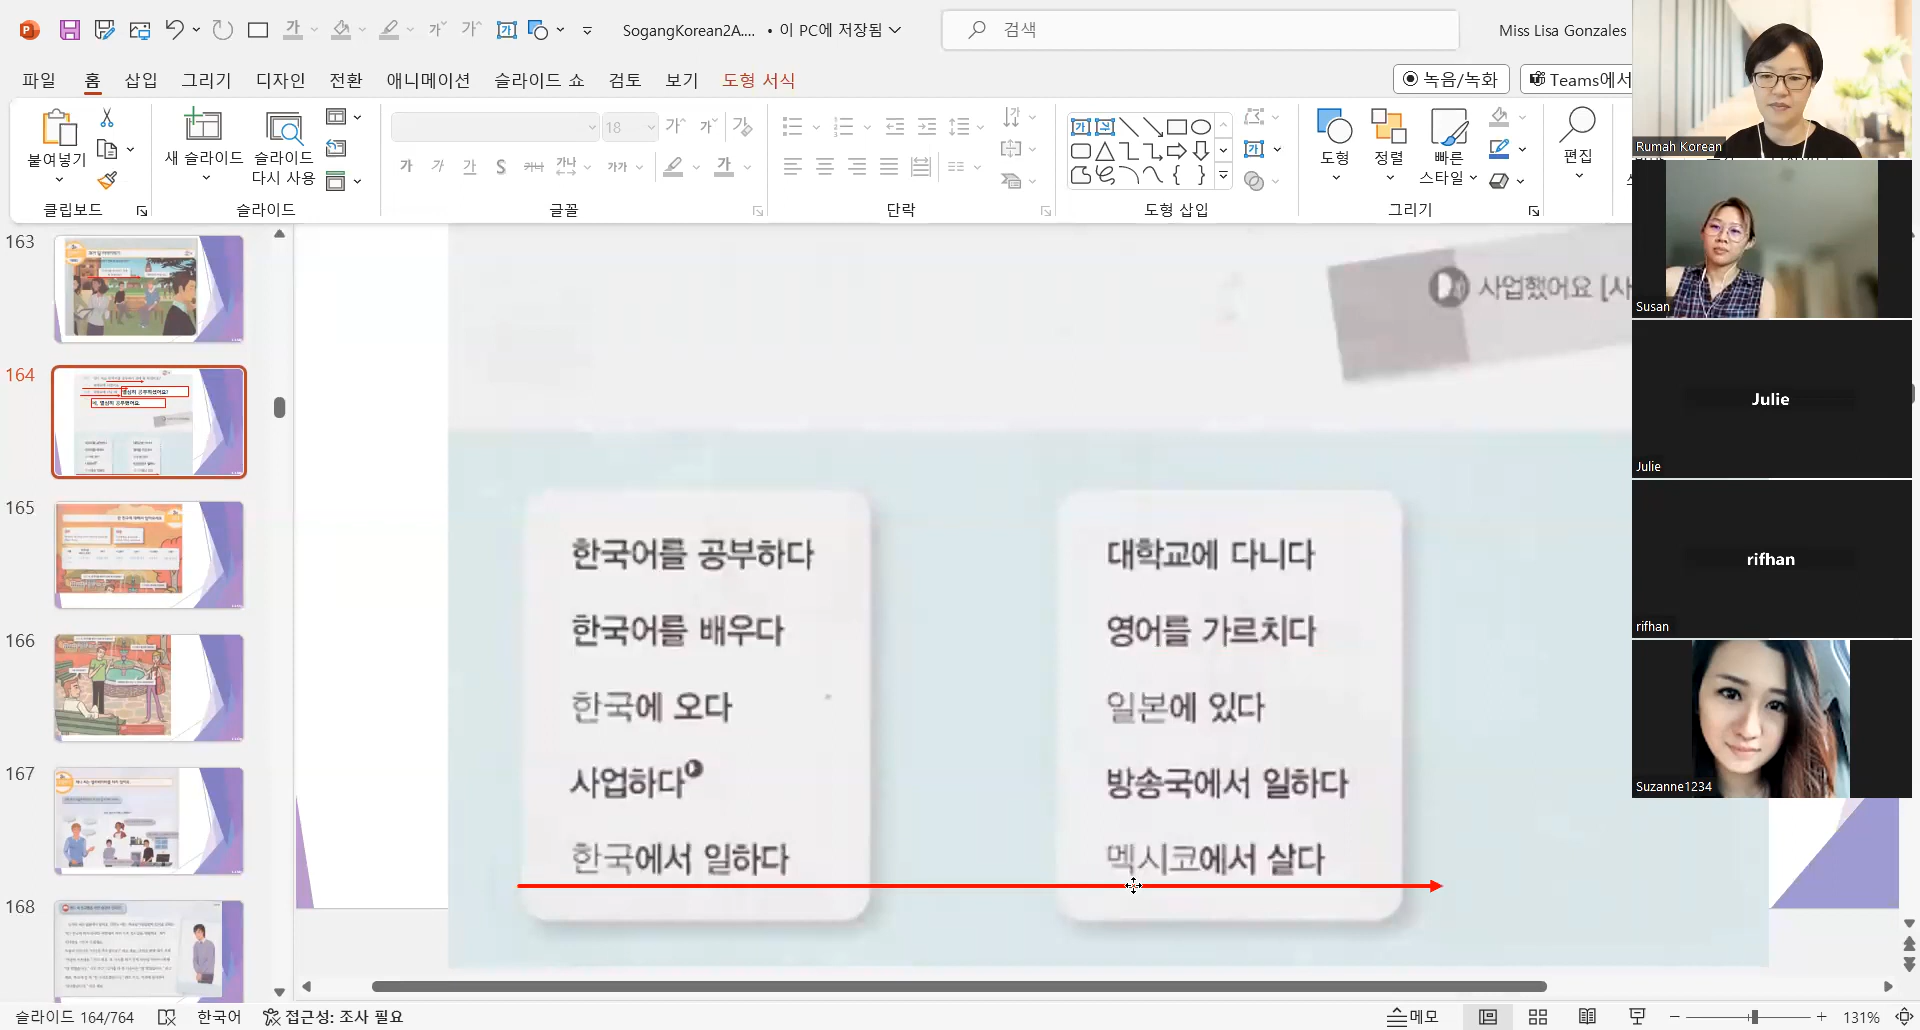 SogangKorean2A....
• 이 PC에 저장됨
검색
Miss Lisa Gonzales
파일
홈
삽입
그리기
디자인
전환
애니메이션
슬라이드 쇼
검토
보기
도형 서식
녹음/녹화
Teams에서
붙여넣기
새 슬라이드
슬라이드
다시 사용
18
도형
정렬
빠른
스타일
편집
클립보드
슬라이드
글꼴
단락
도형 삽입
그리기
163
164
165
166
167
168
사업했어요 [사
한국어를 공부하다
한국어를 배우다
한국에 오다
사업하다
한국에서 일하다
대학교에 다니다
영어를 가르치다
일본에 있다
방송국에서 일하다
멕시코에서 살다
Rumah Korean
Susan
Julie
Julie
rifhan
rifhan
Suzanne1234
슬라이드 164/764
한국어
접근성: 조사 필요
메모
131%